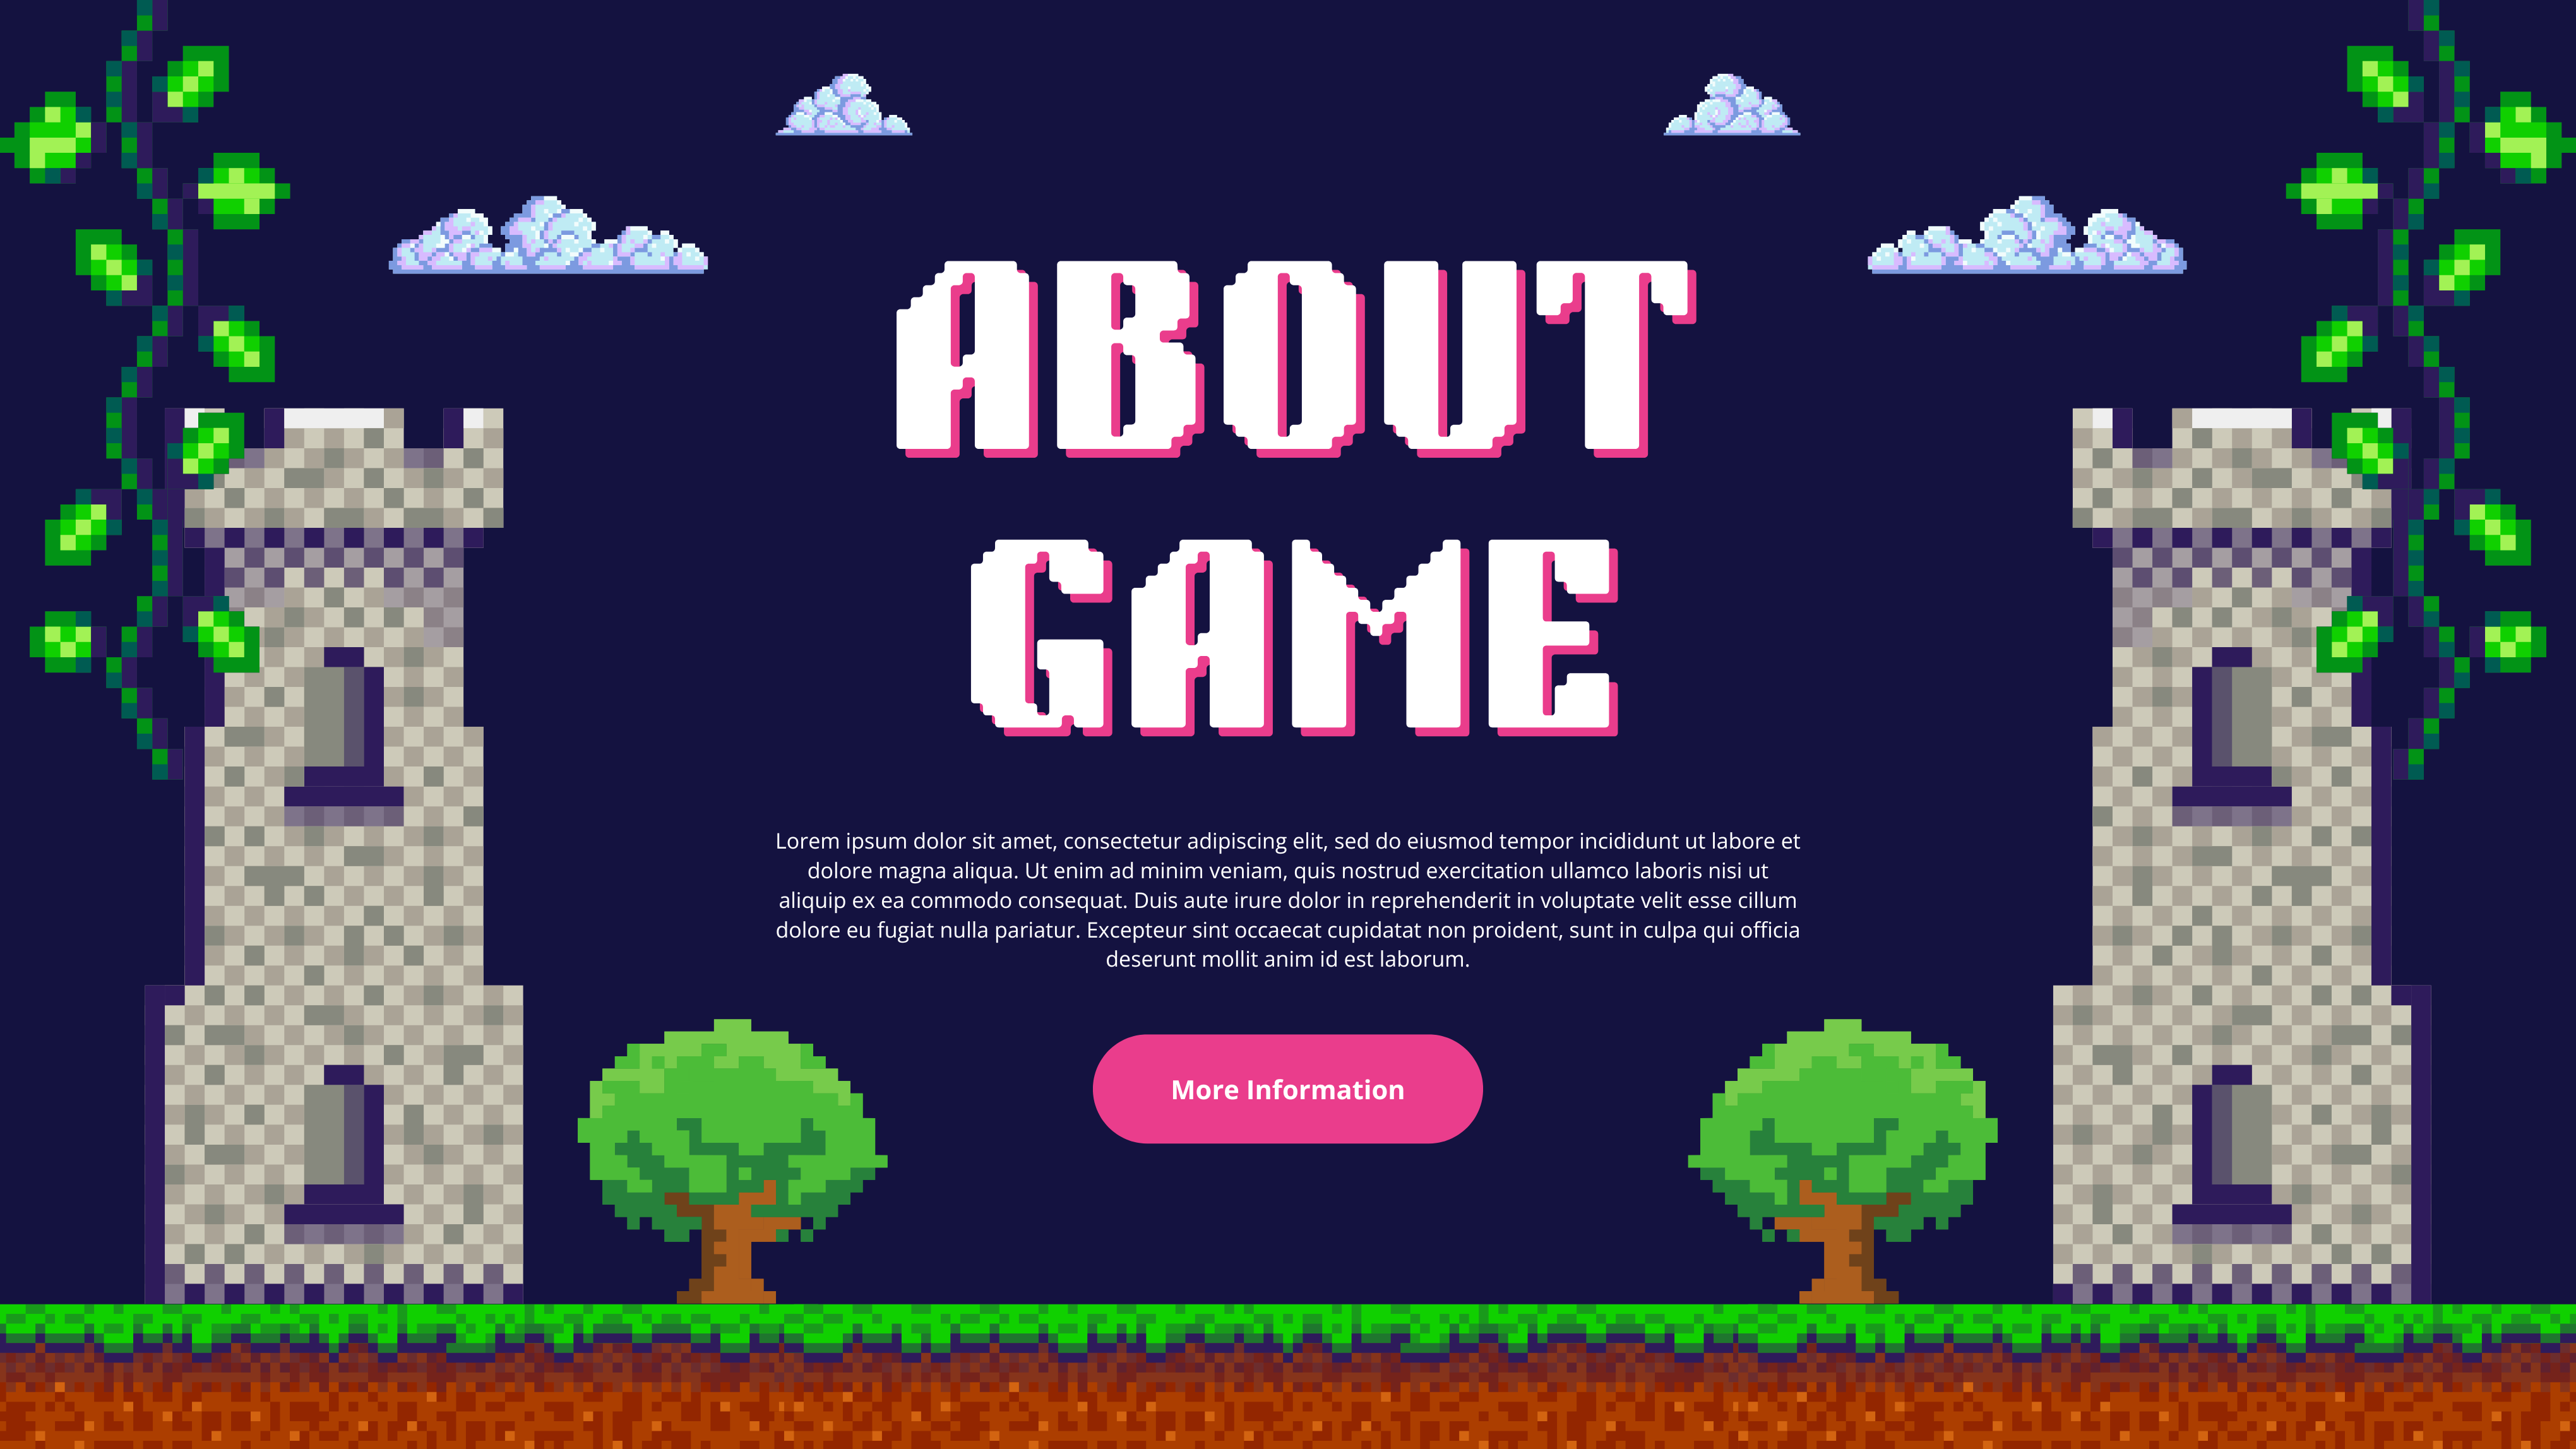 ABOUT
GAME
Lorem ipsum dolor sit amet, consectetur adipiscing elit, sed do eiusmod tempor incididunt ut labore et
dolore magna aliqua. Ut enim ad minim veniam, quis nostrud exercitation ullamco laboris nisi ut
aliquip ex ea commodo consequat. Duis aute irure dolor in reprehenderit in voluptate velit esse cillum
dolore eu fugiat nulla pariatur. Excepteur sint occaecat cupidatat non proident, sunt in culpa qui officia
deserunt mollit anim id est laborum.
More Information